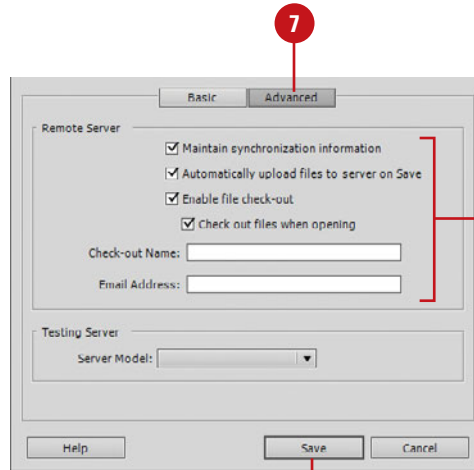 7
Basic Advanced
Remote Server
Maintain synchronization information
Automatically upload files to server on Save
Enable file check-out
Check out files when opening
Check-out Name:
Email Address:
Testing Server
Server Model:
Help Save Cancel